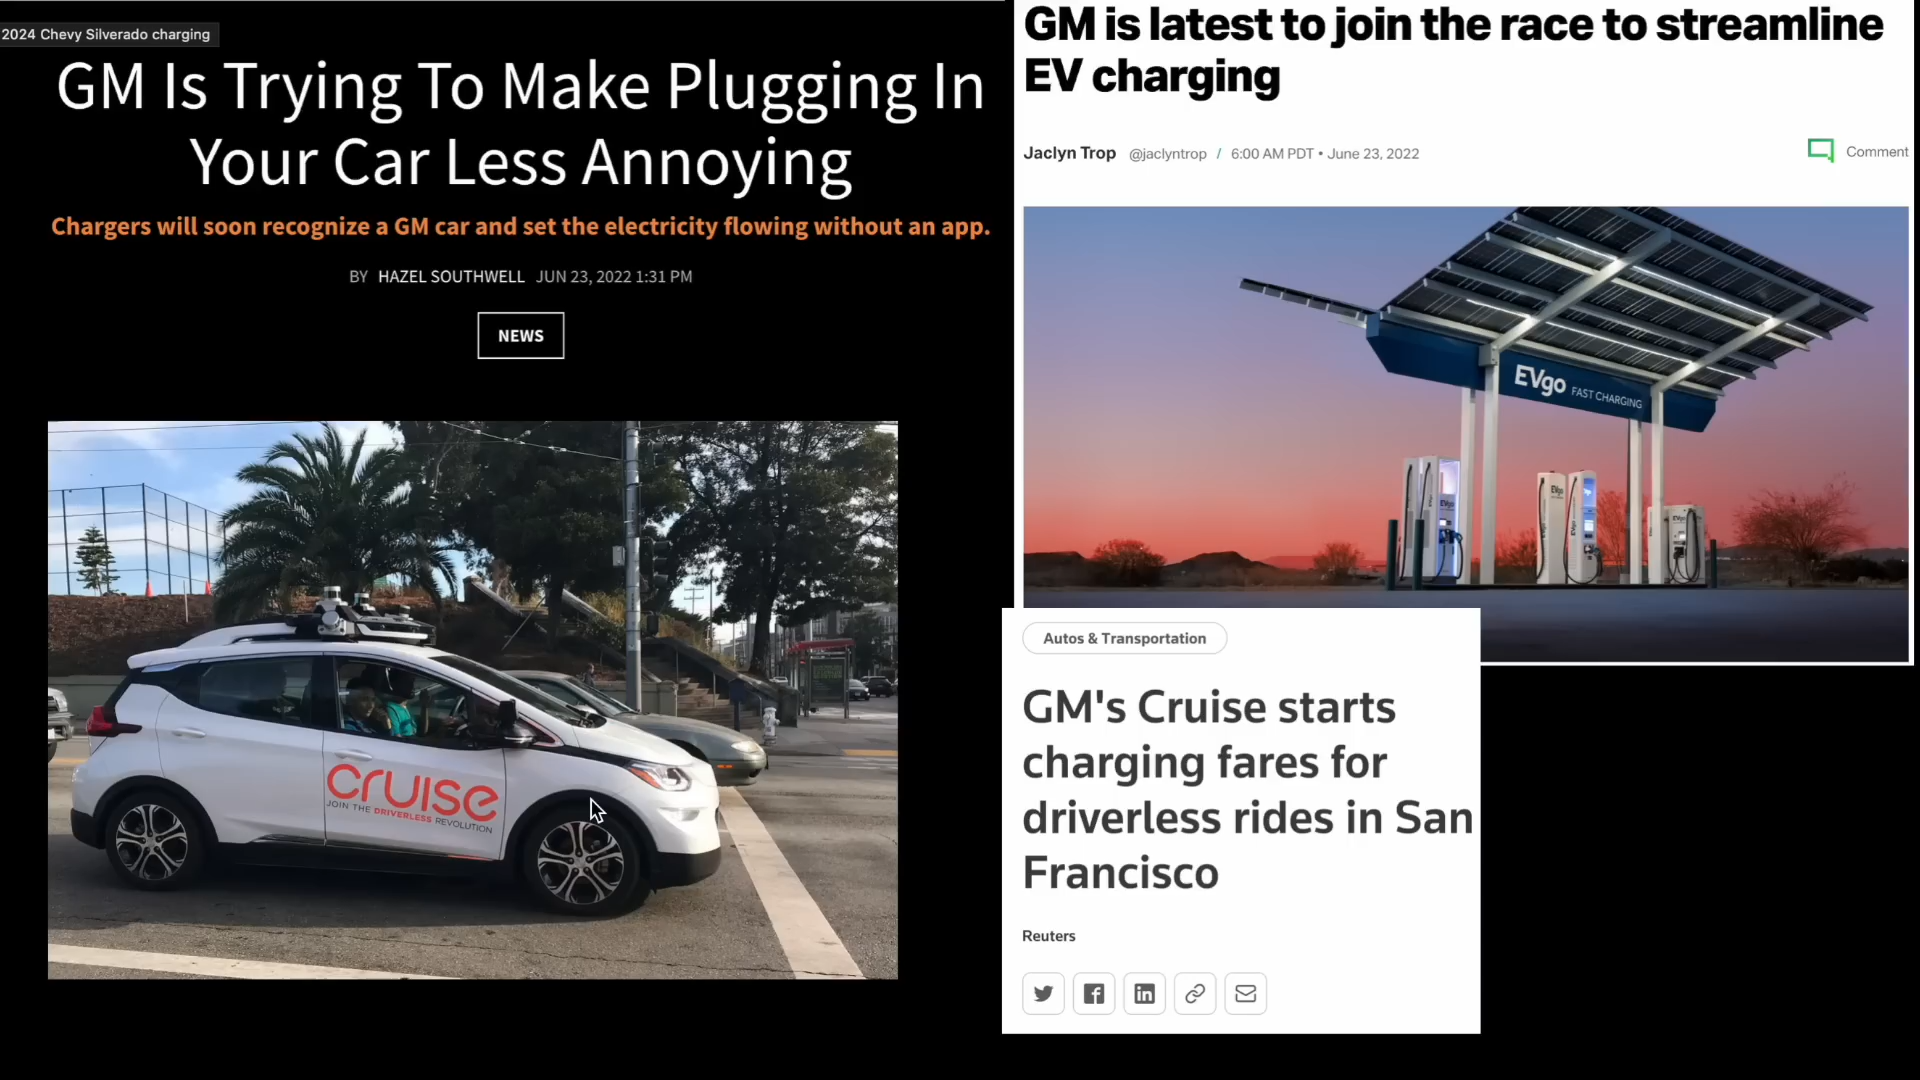 2024 Chevy Silverado charging
GM Is Trying To Make Plugging In
Your Car Less Annoying
Chargers will soon recognize a GM car and set the electricity flowing without an app.
BY HAZEL SOUTHWELL JUN 23, 2022 1:31 PM
NEWS
cruise
JOIN THE DRIVERLESS REVOLUTION
GM is latest to join the race to streamline
EV charging
Jaclyn Trop @jaclyntrop / 6:00 AM PDT • June 23, 2022
Comment
EVgo FAST CHARGING
EVgo
EVgo
EVgo
Autos & Transportation
GM's Cruise starts
charging fares for
driverless rides in San
Francisco
Reuters